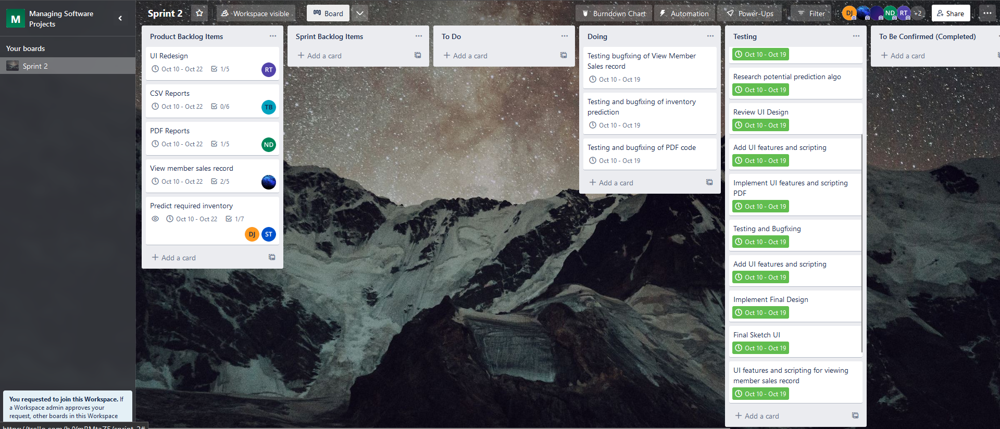 M
Managing Software
Projects
Your boards
Sprint 2
You requested to join this Workspace. If
a Workspace admin approves your
request, other boards in this Workspace
Sprint 2
Workspace visible
Board
Burndown Chart
Automation
Power-Ups
Filter
DJ
ND
RT
+2
Share
Product Backlog Items
UI Redesign
Oct 10 - Oct 22 1/5
RT
CSV Reports
Oct 10 - Oct 22 0/6
TB
PDF Reports
Oct 10 - Oct 22 1/5
ND
View member sales record
Oct 10 - Oct 22 2/5
Predict required inventory
Oct 10 - Oct 22 1/7
DJ ST
+ Add a card
Sprint Backlog Items
+ Add a card
To Do
+ Add a card
Doing
Testing bugfixing of View Member
Sales record
Oct 10 - Oct 19
Testing and bugfixing of inventory
prediction
Oct 10 - Oct 19
Testing and bugfixing of PDF code
Oct 10 - Oct 19
+ Add a card
Testing
Oct 10 - Oct 19
Research potential prediction algo
Oct 10 - Oct 19
Review UI Design
Oct 10 - Oct 19
Add UI features and scripting
Oct 10 - Oct 19
Implement UI features and scripting
PDF
Oct 10 - Oct 19
Testing and Bugfixing
Oct 10 - Oct 19
Add UI features and scripting
Oct 10 - Oct 19
Implement Final Design
Oct 10 - Oct 19
Final Sketch UI
Oct 10 - Oct 19
UI features and scripting for viewing
member sales record
Oct 10 - Oct 19
+ Add a card
To Be Confirmed (Completed)
+ Add a card